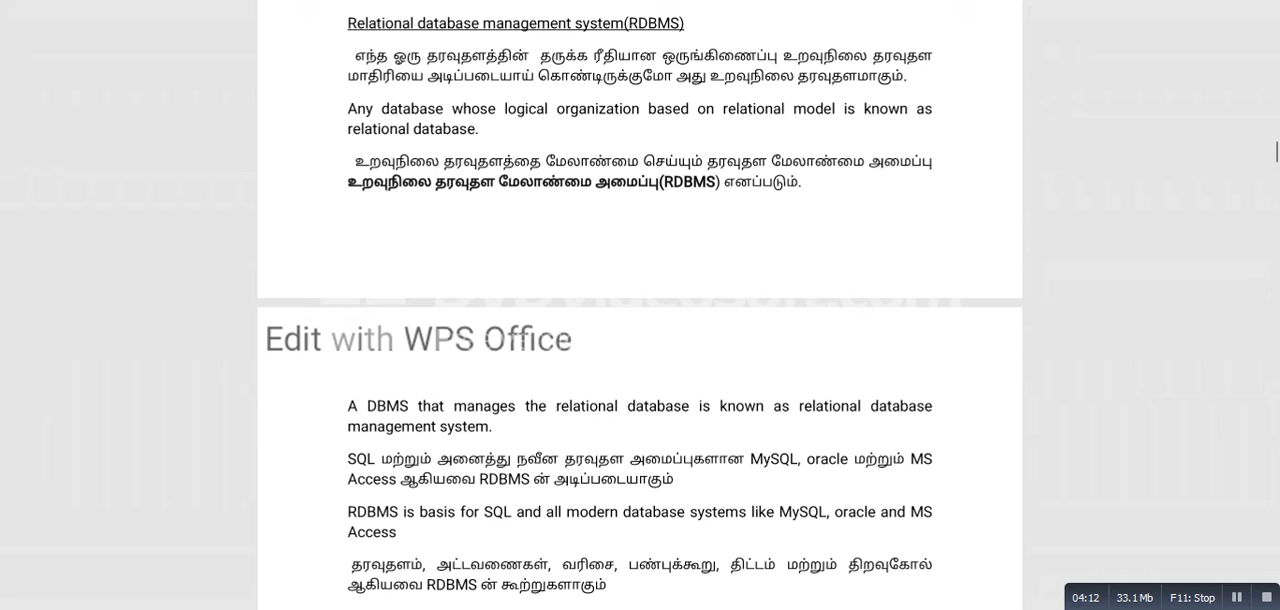 Relational database management system(RDBMS)
எந்த ஓரு தரவுதளத்தின் தருக்க ரீதியான ஒருங்கிணைப்பு உறவுநிலை தரவுதள
மாதிரியை அடிப்படையாய் கொண்டிருக்குமோ அது உறவுநிலை தரவுதளமாகும்.
Any database whose logical organization based on relational model is known as
relational database.
உறவுநிலை தரவுதளத்தை மேலாண்மை செய்யும் தரவுதள மேலாண்மை அமைப்பு
உறவுநிலை தரவுதள மேலாண்மை அமைப்பு(RDBMS) எனப்படும்.
Edit with WPS Office
A DBMS that manages the relational database is known as relational database
management system.
SQL மற்றும் அனைத்து நவீன தரவுதள அமைப்புகளான MySQL, oracle மற்றும் MS
Access ஆகியவை RDBMS ன் அடிப்படையாகும்
RDBMS is basis for SQL and all modern database systems like MySQL, oracle and MS
Access
தரவுதளம், அட்டவணைகள், வரிசை, பண்புக்கூறு, திட்டம் மற்றும் திறவுகோல்
ஆகியவை RDBMS ன் கூற்றுகளாகும்
04:12 33.1 Mb F11: Stop